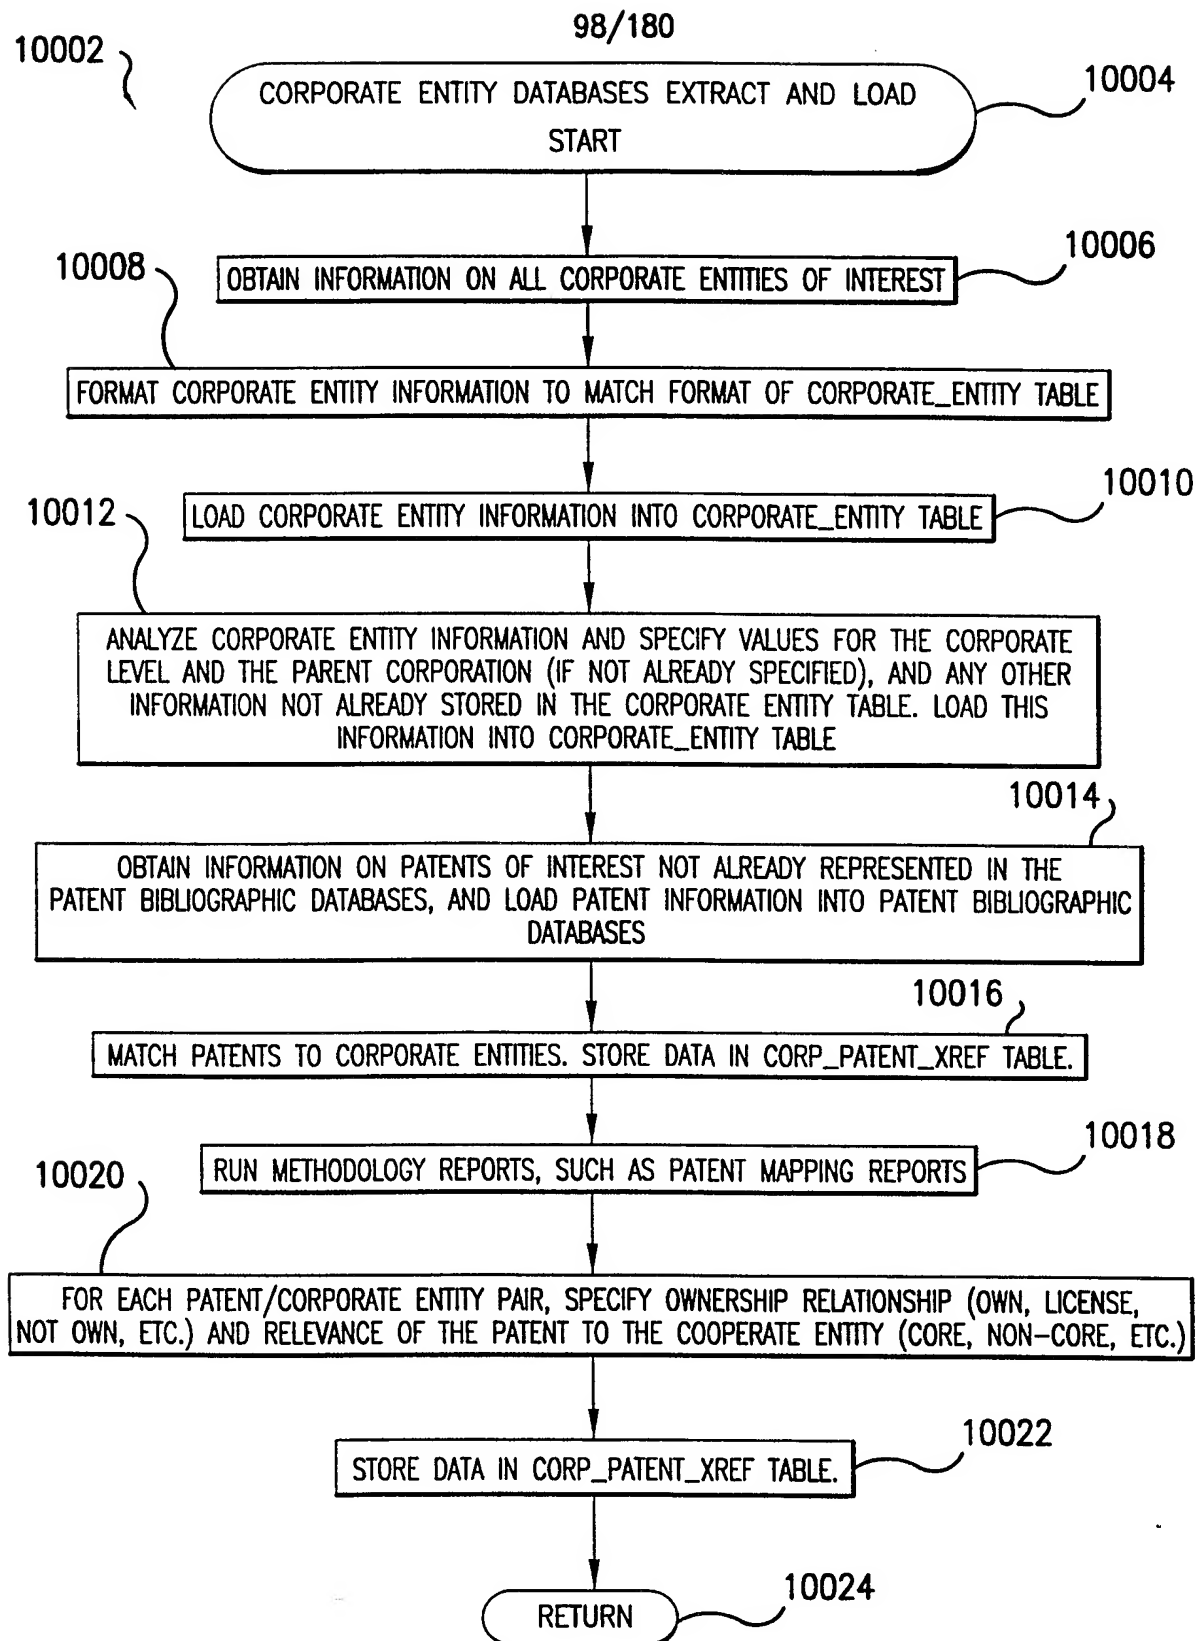 98/180
10002
CORPORATE ENTITY DATABASES EXTRACT AND LOAD
START
10004
OBTAIN INFORMATION ON ALL CORPORATE ENTITIES OF INTEREST
10006
10008
FORMAT CORPORATE ENTITY INFORMATION TO MATCH FORMAT OF CORPORATE_ENTITY TABLE
LOAD CORPORATE ENTITY INFORMATION INTO CORPORATE_ENTITY TABLE
10010
10012
ANALYZE CORPORATE ENTITY INFORMATION AND SPECIFY VALUES FOR THE CORPORATE
LEVEL AND THE PARENT CORPORATION (IF NOT ALREADY SPECIFIED), AND ANY OTHER
INFORMATION NOT ALREADY STORED IN THE CORPORATE ENTITY TABLE. LOAD THIS
INFORMATION INTO CORPORATE_ENTITY TABLE
10014
OBTAIN INFORMATION ON PATENTS OF INTEREST NOT ALREADY REPRESENTED IN THE
PATENT BIBLIOGRAPHIC DATABASES, AND LOAD PATENT INFORMATION INTO PATENT BIBLIOGRAPHIC
DATABASES
10016
MATCH PATENTS TO CORPORATE ENTITIES. STORE DATA IN CORP_PATENT_XREF TABLE.
RUN METHODOLOGY REPORTS, SUCH AS PATENT MAPPING REPORTS
10018
10020
FOR EACH PATENT/CORPORATE ENTITY PAIR, SPECIFY OWNERSHIP RELATIONSHIP (OWN, LICENSE,
NOT OWN, ETC.) AND RELEVANCE OF THE PATENT TO THE COOPERATE ENTITY (CORE, NON-CORE, ETC.)
STORE DATA IN CORP_PATENT_XREF TABLE.
10022
RETURN
10024